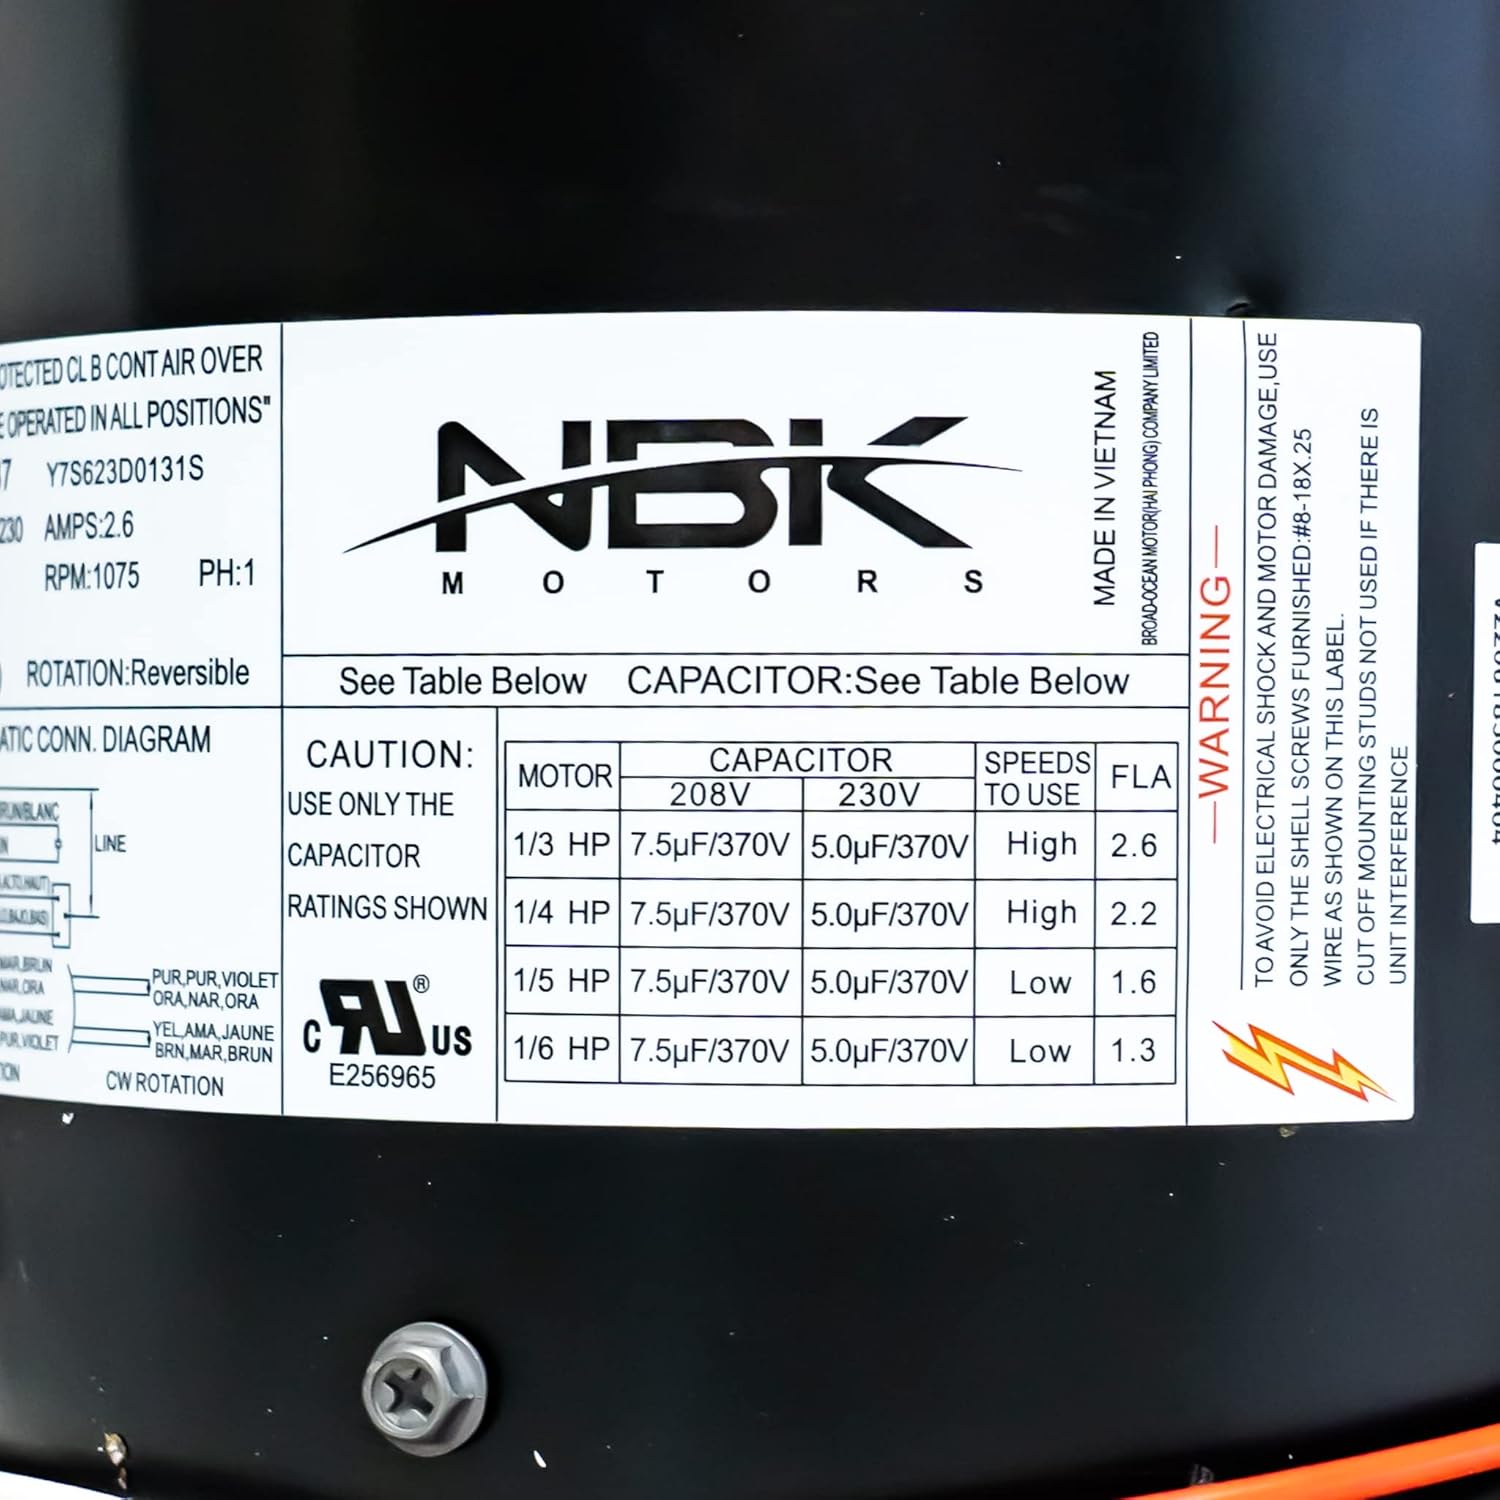 CL B CONT AIR OVER
OPERATED IN ALL POSITIONS"
Y7S623D0131S
230 AMPS:2.6
RPM:1075 PH:1
ROTATION:Reversible
CONN. DIAGRAM
LINE
PUR,PUR,VIOLET
ORA,NAR,ORA
YEL,AMA,JAUNE
BRN,MAR,BRUN
CW ROTATION
NBK
MOTORS
MADE IN VIETNAM
BROAD-OCEAN MOTOR(HAI PHONG) COMPANY LIMITED
See Table Below CAPACITOR:See Table Below
CAUTION:
USE ONLY THE
CAPACITOR
RATINGS SHOWN
C RU® US
E256965
MOTOR CAPACITOR SPEEDS TO USE FLA
208V 230V
1/3 HP 7.5µF/370V 5.0µF/370V High 2.6
1/4 HP 7.5µF/370V 5.0µF/370V High 2.2
1/5 HP 7.5µF/370V 5.0µF/370V Low 1.6
1/6 HP 7.5µF/370V 5.0µF/370V Low 1.3
WARNING
TO AVOID ELECTRICAL SHOCK AND MOTOR DAMAGE,USE
ONLY THE SHELL SCREWS FURNISHED:#8-18X.25
WIRE AS SHOWN ON THIS LABEL.
CUT OFF MOUNTING STUDS NOT USED IF THERE IS
UNIT INTERFERENCE